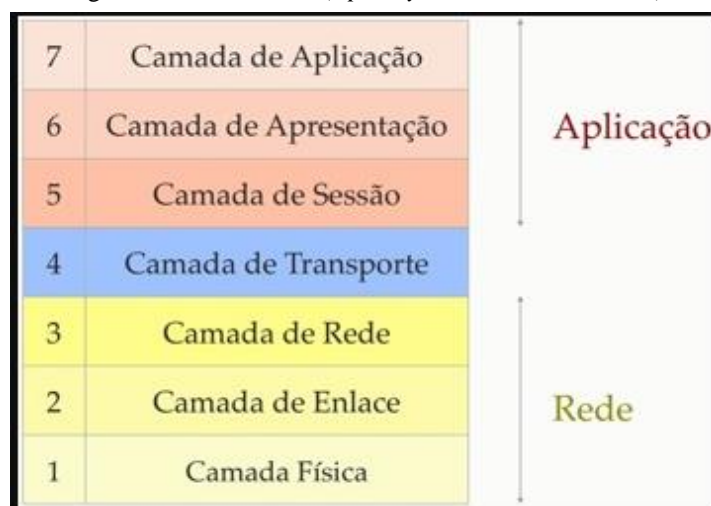 7 Camada de Aplicação
6 Camada de Apresentação
Aplicação
5 Camada de Sessão
4 Camada de Transporte
3 Camada de Rede
2 Camada de Enlace
Rede
1 Camada Física